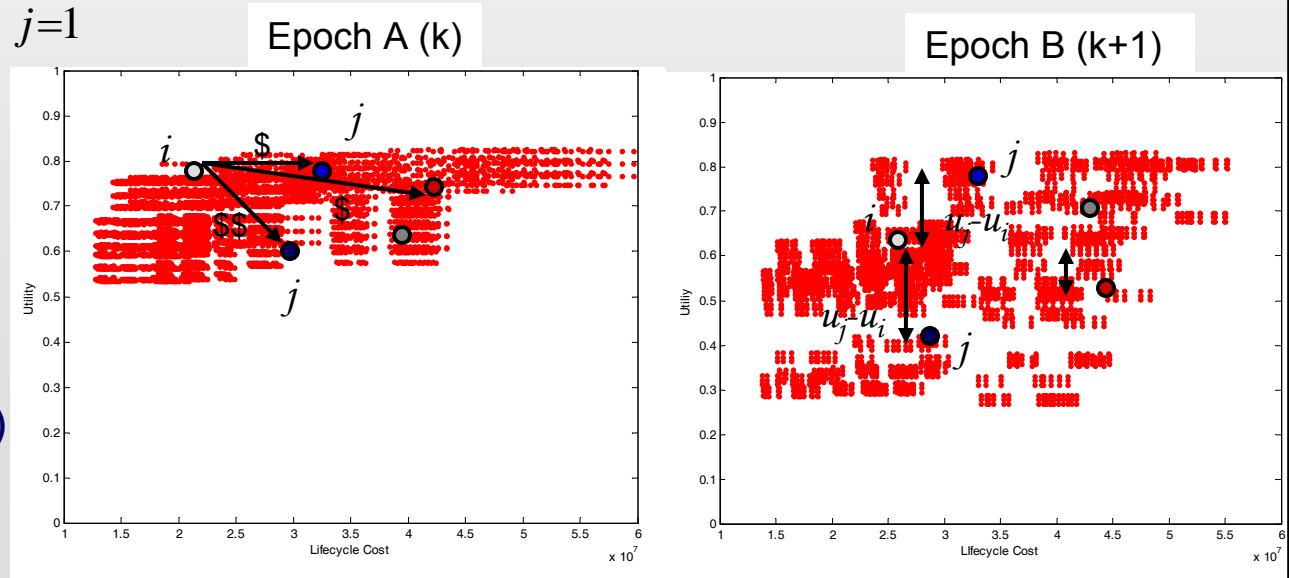 j=1
Epoch A (k)
Epoch B (k+1)
1
0.9
0.8
0.7
0.6
0.5
0.4
0.3
0.2
0.1
0
Utility
i
$
j
$
$$
j
1 1.5 2 2.5 3 3.5 4 4.5 5 5.5 6
Lifecycle Cost
x 10^7
1
0.9
0.8
0.7
0.6
0.5
0.4
0.3
0.2
0.1
0
Utiliy
j
i
u_j-u_i
u_j-u_i
j
1 1.5 2 2.5 3 3.5 4 4.5 5 5.5 6
LIfecycle Cost
x 10^7